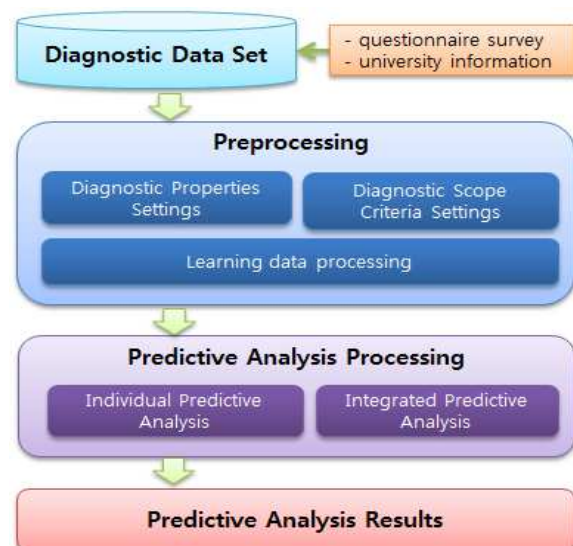 Diagnostic Data Set
- questionnaire survey
- university information
Preprocessing
Diagnostic Properties
Settings
Diagnostic Scope
Criteria Settings
Learning data processing
Predictive Analysis Processing
Individual Predictive
Analysis
Integrated Predictive
Analysis
Predictive Analysis Results